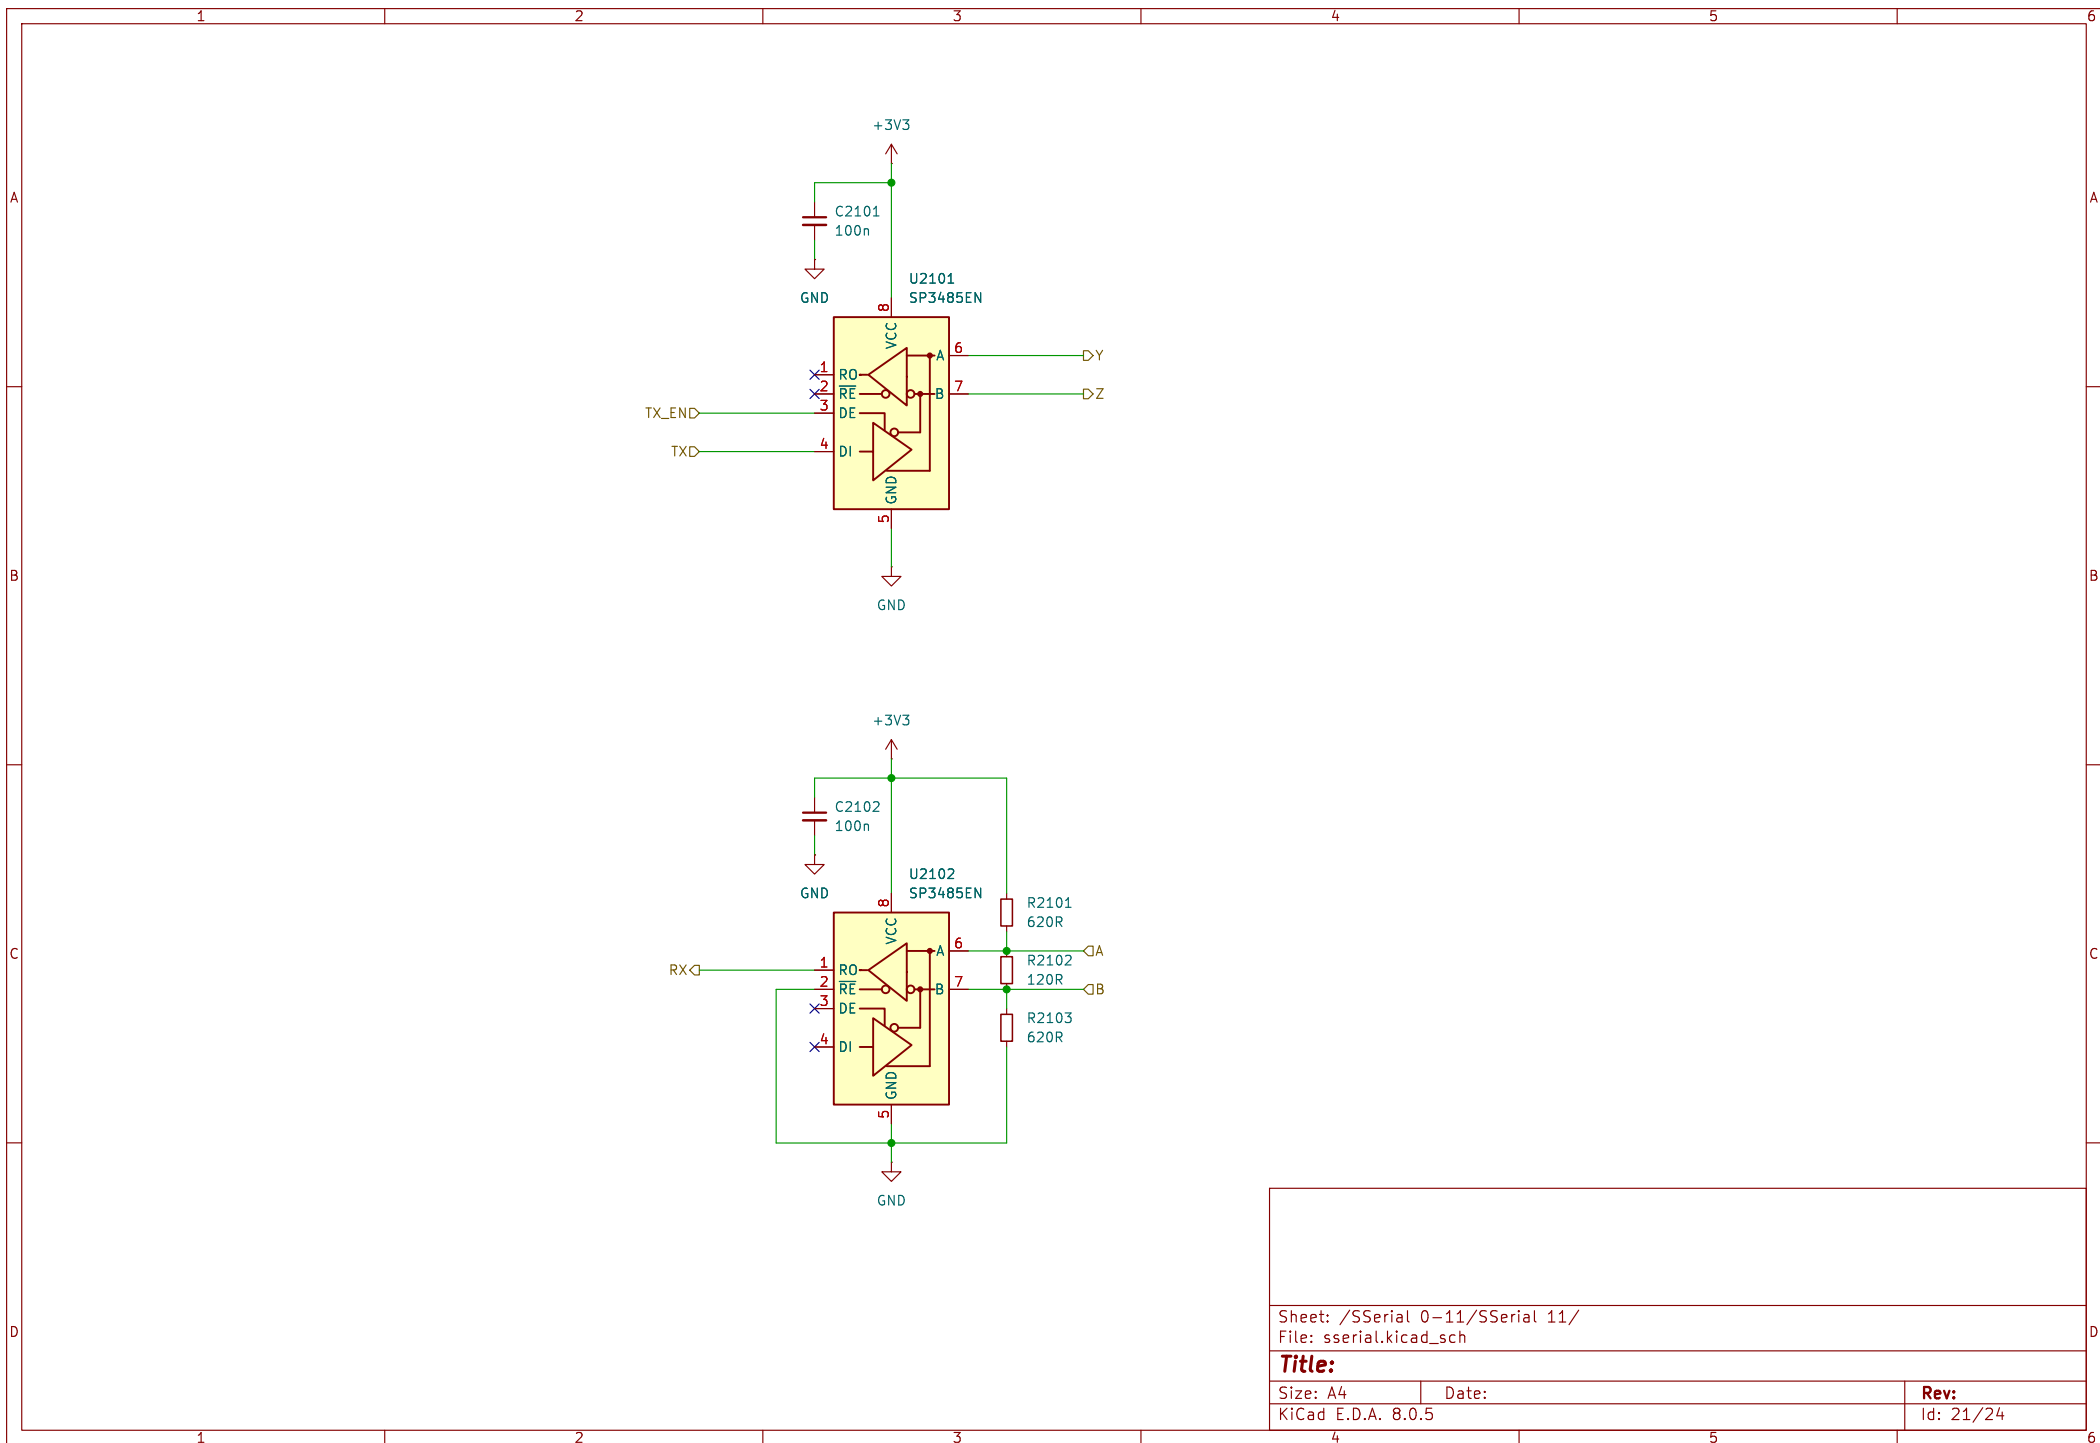 1 2 3 4 5 6
A A
B B
C C
D D
+3V3
C2101
100n
GND
U2101
SP3485EN
8
VCC
1 RO
2 RE
3 DE
4 DI
A 6
B 7
GND
5
GND
TX_EN
TX
Y
Z
+3V3
C2102
100n
GND
U2102
SP3485EN
8
VCC
1 RO
2 RE
3 DE
4 DI
A 6
B 7
GND
5
GND
RX
R2101
620R
A
R2102
120R
B
R2103
620R
Sheet: /SSerial 0-11/SSerial 11/
File: sserial.kicad_sch
Title:
Size: A4 Date: Rev:
KiCad E.D.A. 8.0.5 Id: 21/24
1 2 3 4 5 6